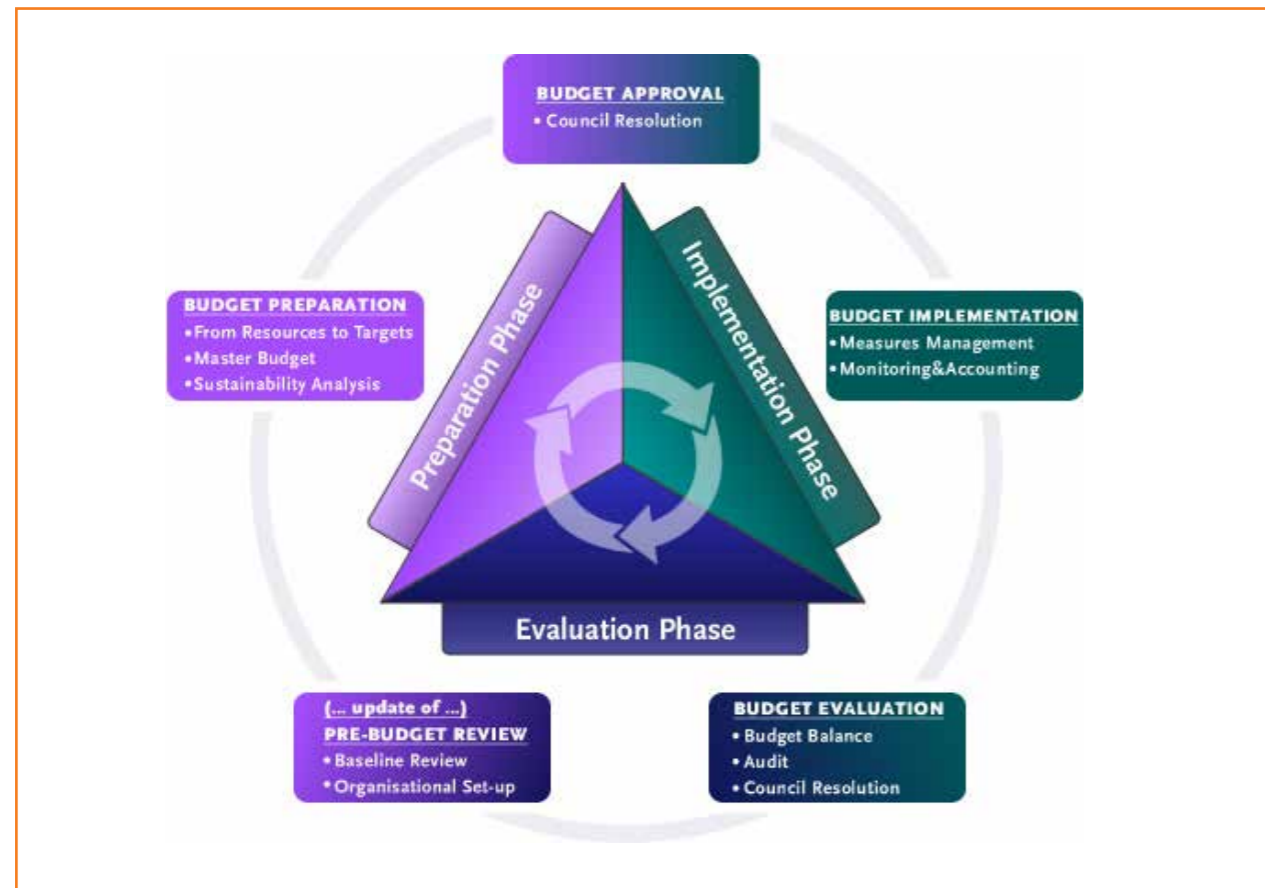 BUDGET APPROVAL
• Council Resolution
BUDGET PREPARATION
•From Resources to Targets
•Master Budget
•Sustainability Analysis
Preparation Phase
Implementation Phase
BUDGET IMPLEMENTATION
•Measures Management
•Monitoring&Accounting
Evaluation Phase
(... update of ...)
PRE-BUDGET REVIEW
• Baseline Review
• Organisational Set-up
BUDGET EVALUATION
• Budget Balance
• Audit
• Council Resolution